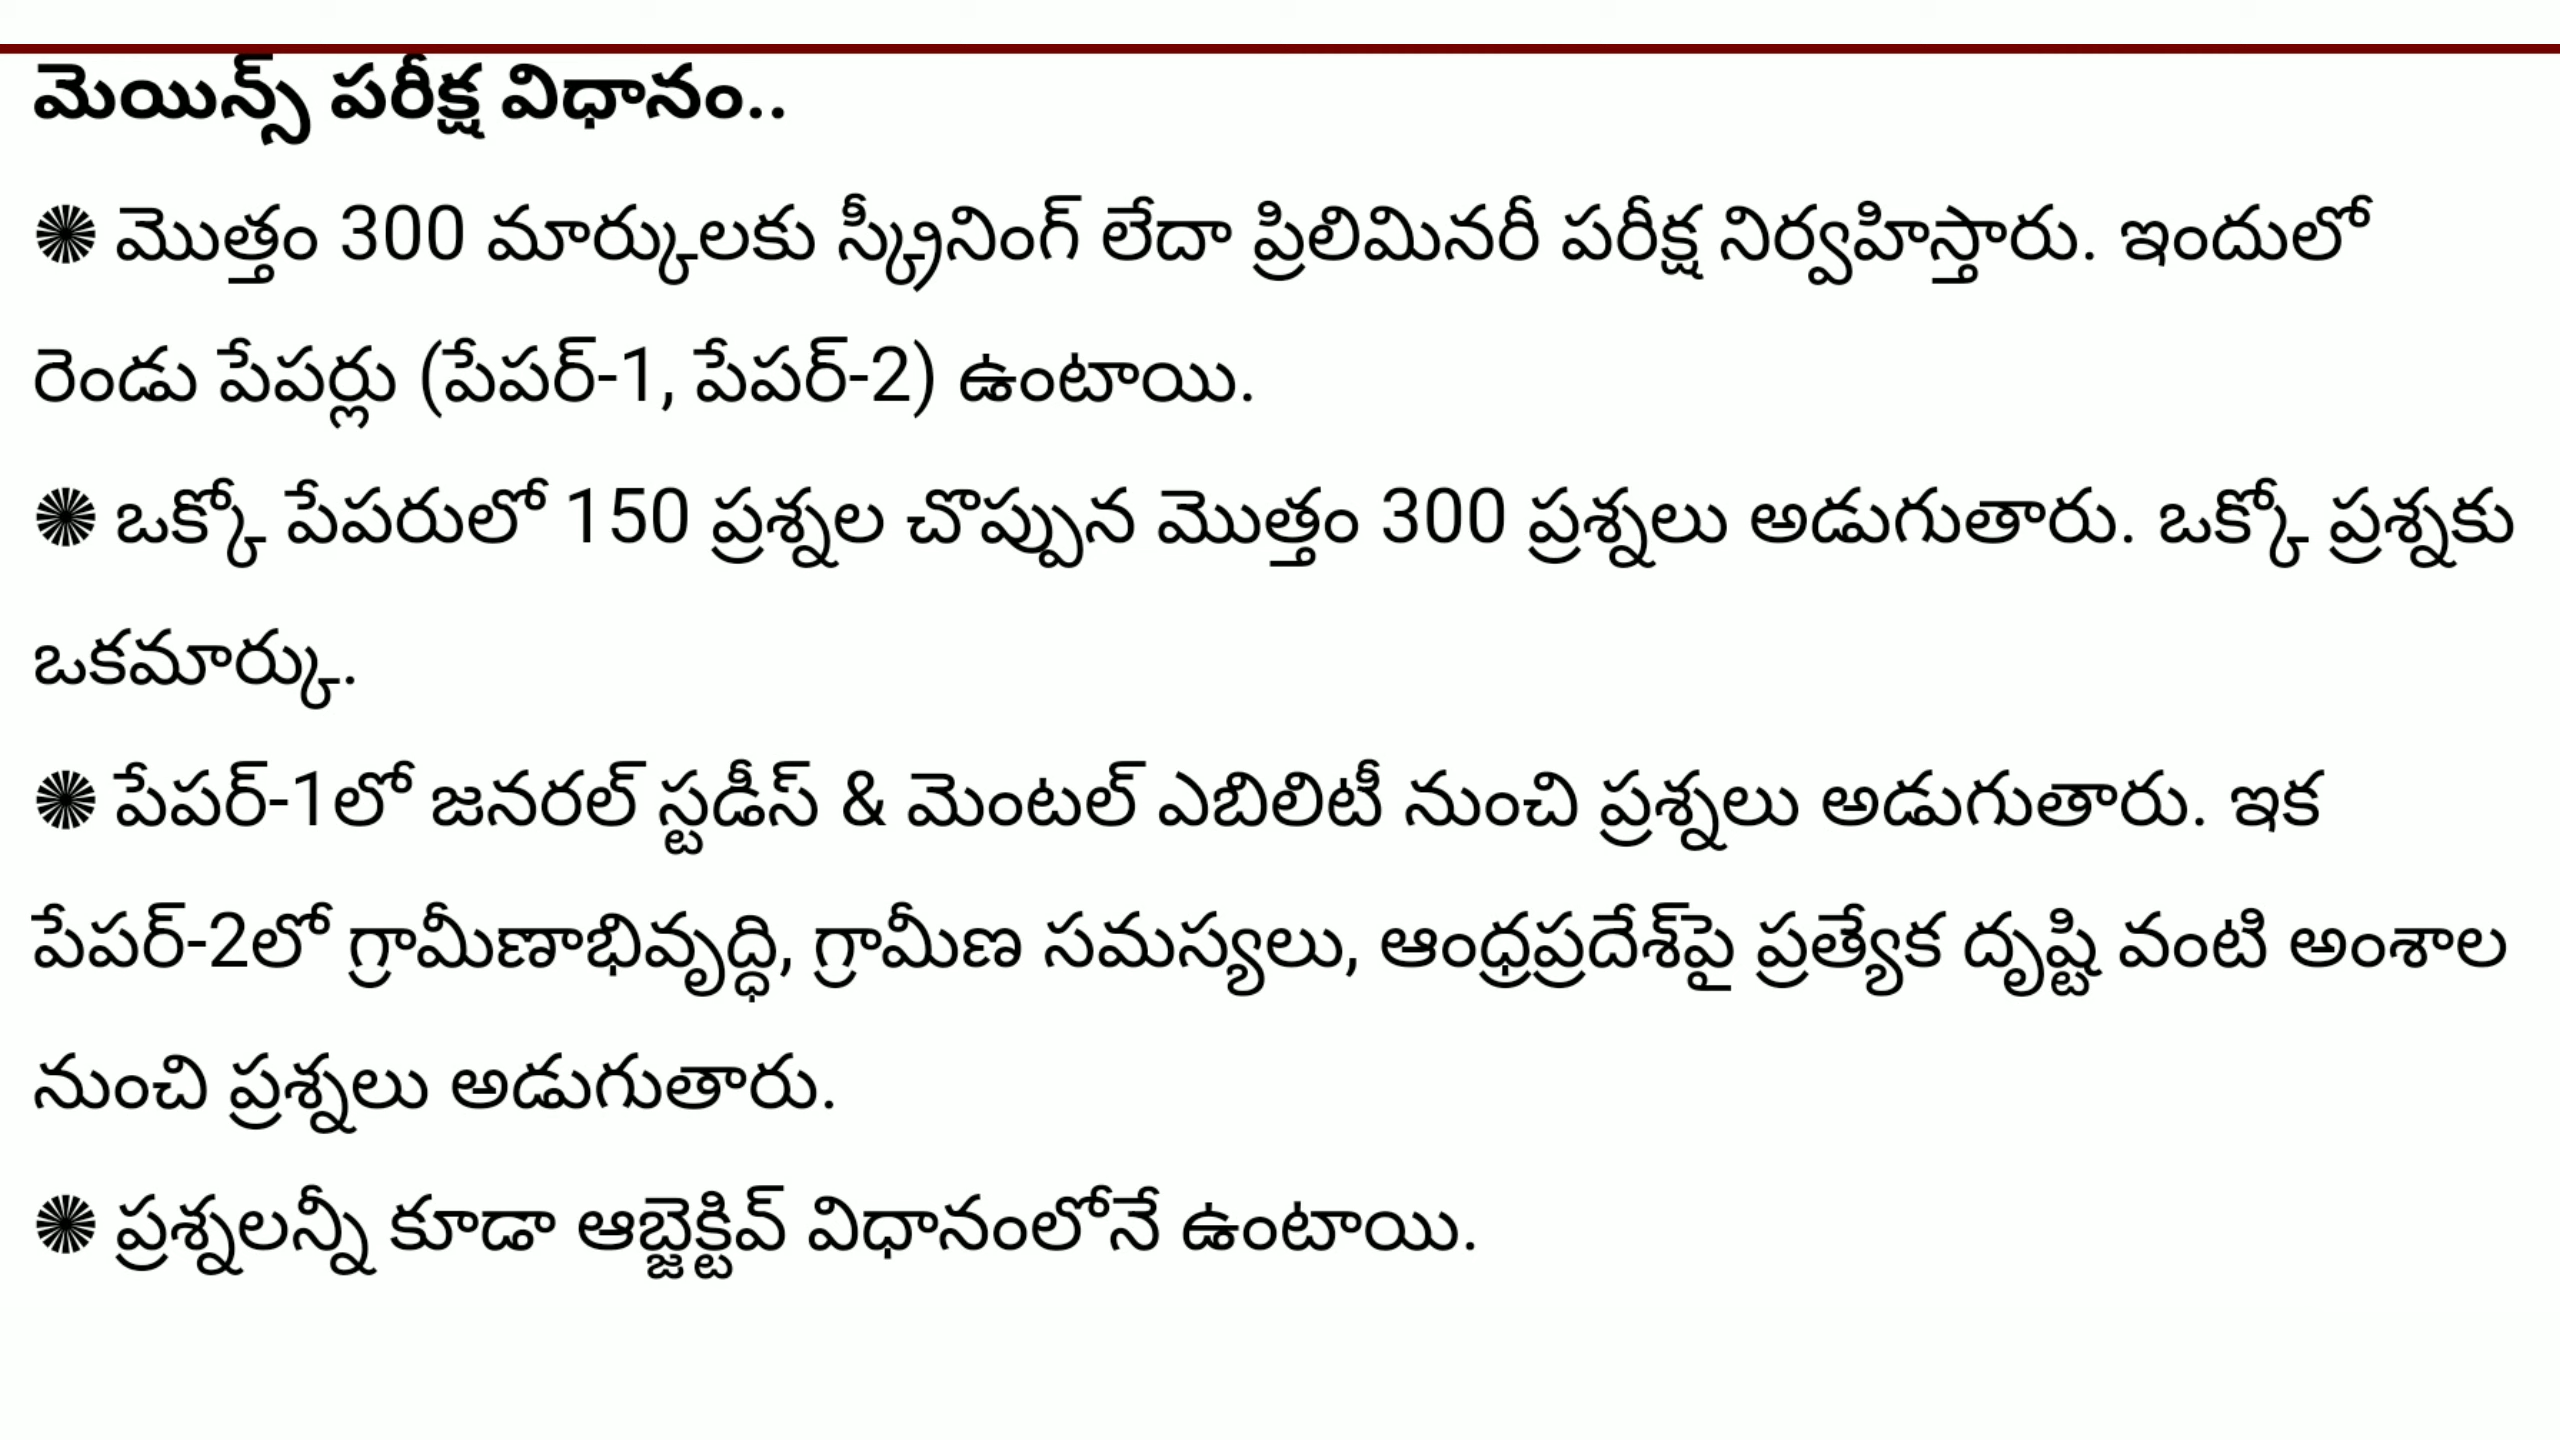 మెయిన్స్ పరీక్ష విధానం..
✺ మొత్తం 300 మార్కులకు స్క్రీనింగ్ లేదా ప్రిలిమినరీ పరీక్ష నిర్వహిస్తారు. ఇందులో
రెండు పేపర్లు (పేపర్-1, పేపర్-2) ఉంటాయి.
✺ ఒక్కో పేపరులో 150 ప్రశ్నల చొప్పున మొత్తం 300 ప్రశ్నలు అడుగుతారు. ఒక్కో ప్రశ్నకు
ఒకమార్కు.
✺ పేపర్-1లో జనరల్ స్టడీస్ & మెంటల్ ఎబిలిటీ నుంచి ప్రశ్నలు అడుగుతారు. ఇక
పేపర్-2లో గ్రామీణాభివృద్ధి, గ్రామీణ సమస్యలు, ఆంధ్రప్రదేశ్‌పై ప్రత్యేక దృష్టి వంటి అంశాల
నుంచి ప్రశ్నలు అడుగుతారు.
✺ ప్రశ్నలన్నీ కూడా ఆబ్జెక్టివ్ విధానంలోనే ఉంటాయి.